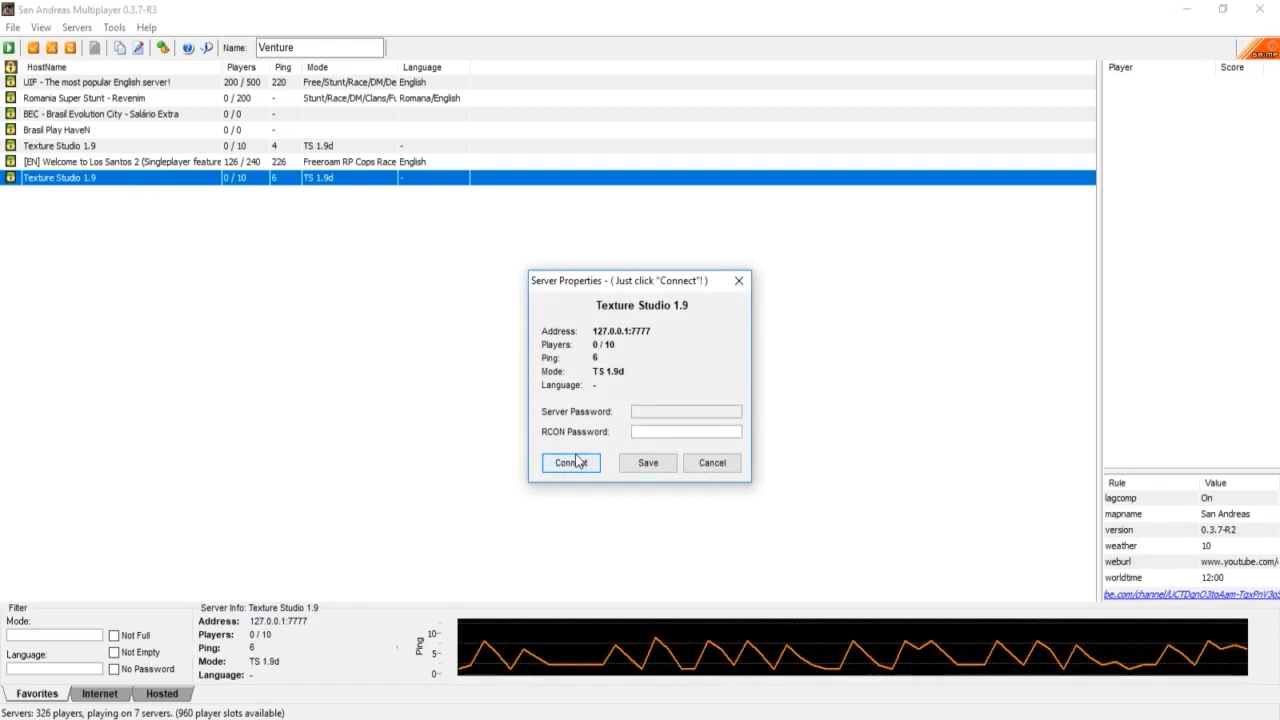 San Andreas Multiplayer 0.3.7-R3
File View Servers Tools Help
Name: Venture
HostName Players Ping Mode Language
UIF - The most popular English server! 200 / 500 220 Free/Stunt/Race/DM/De English
Romania Super Stunt - Revenim 0 / 200 - Stunt/Race/DM/Clans/Fu Romana/English
BEC - Brasil Evolution City - Salário Extra 0 / 0 -
Brasil Play HaveN 0 / 0 -
Texture Studio 1.9 0 / 10 4 TS 1.9d -
[EN] Welcome to Los Santos 2 (Singleplayer feature 126 / 240 226 Freeroam RP Cops Race English
Texture Studio 1.9 0 / 10 6 TS 1.9d -
Player Score
Server Properties - ( Just click "Connect"! )
Texture Studio 1.9
Address: 127.0.0.1:7777
Players: 0 / 10
Ping: 6
Mode: TS 1.9d
Language: -
Server Password:
RCON Password:
Save Cancel
Rule Value
lagcomp On
mapname San Andreas
version 0.3.7-R2
weather 10
weburl www.youtube.com/
worldtime 12:00
Filter
Mode:
Not Full
Not Empty
Language:
No Password
Server Info: Texture Studio 1.9
Address: 127.0.0.1:7777
Players: 0 / 10
Ping: 6
Mode: TS 1.9d
Language: -
Ping
10
5
0
Favorites Internet Hosted
Servers: 326 players, playing on 7 servers. (960 player slots available)